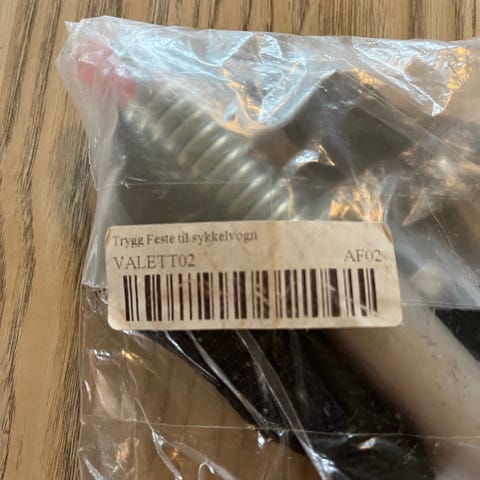 Trygg Feste til sykkelvogn
VALETT02 AF02